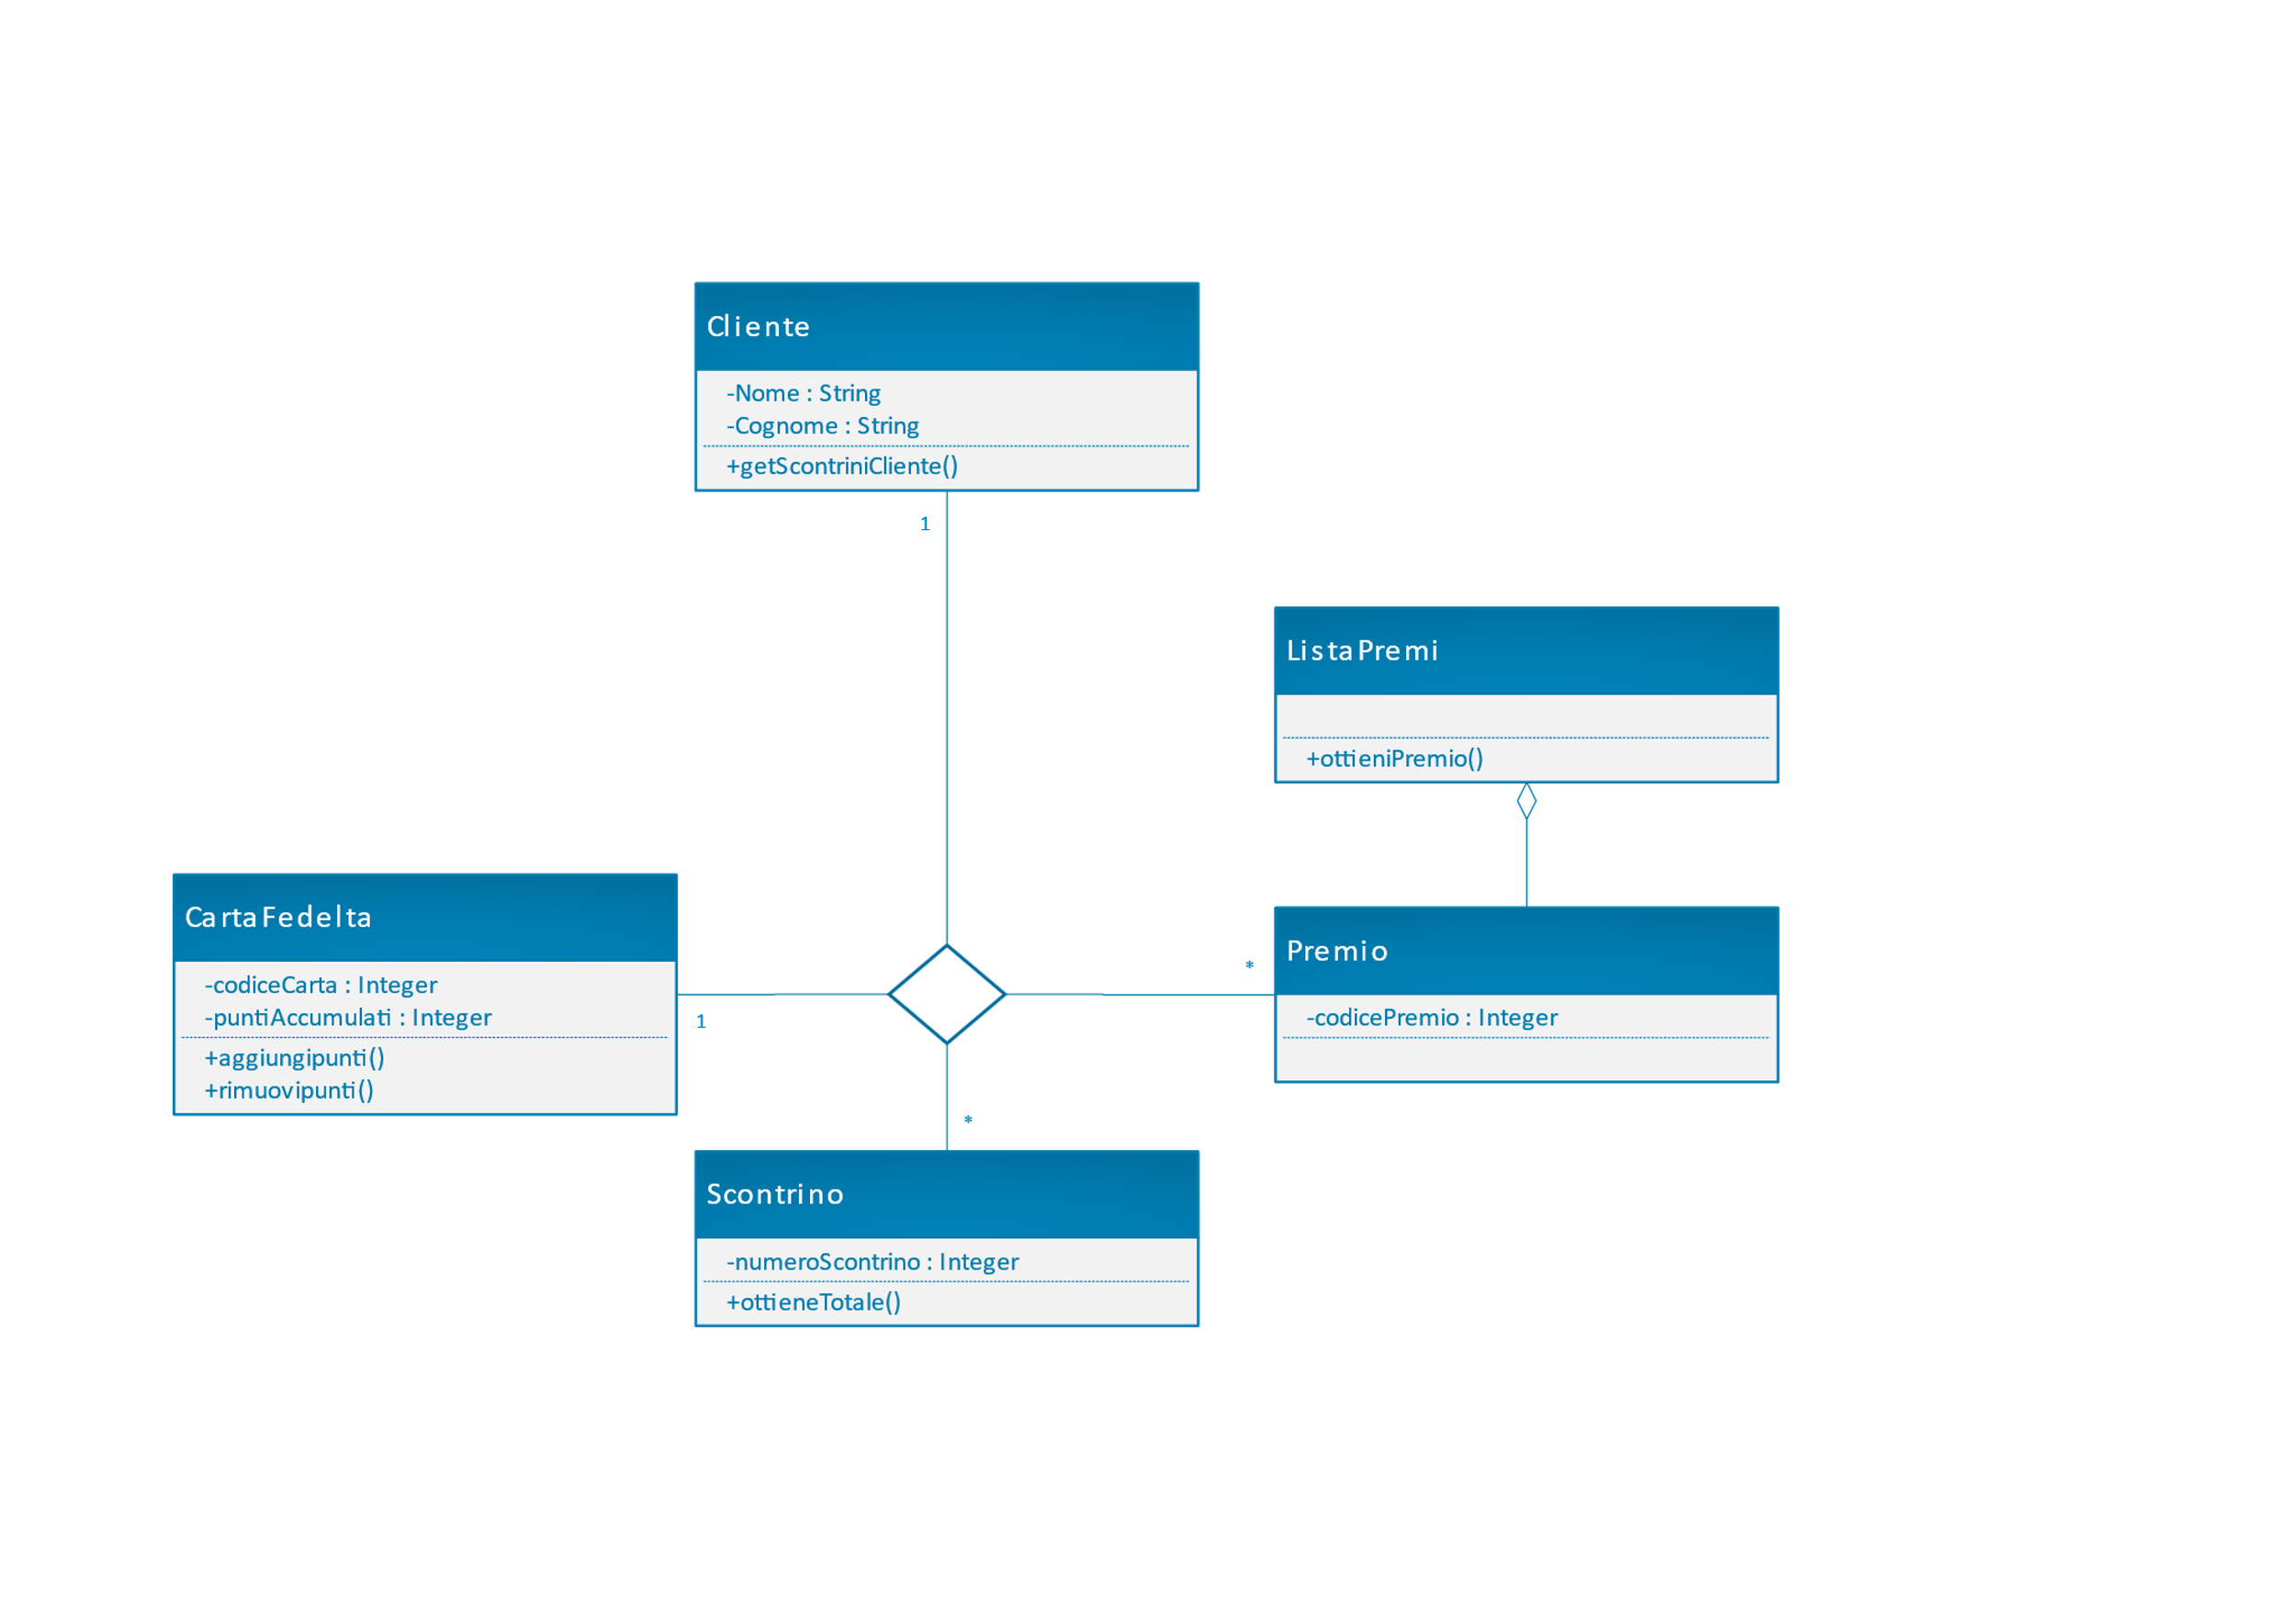 Cliente
-Nome : String
-Cognome : String
+getScontriniCliente()
1
ListaPremi
+ottieniPremio()
CartaFedelta
-codiceCarta : Integer
-puntiAccumulati : Integer
+aggiungipunti()
+rimuovipunti()
1
*
Premio
-codicePremio : Integer
*
Scontrino
-numeroScontrino : Integer
+ottieneTotale()